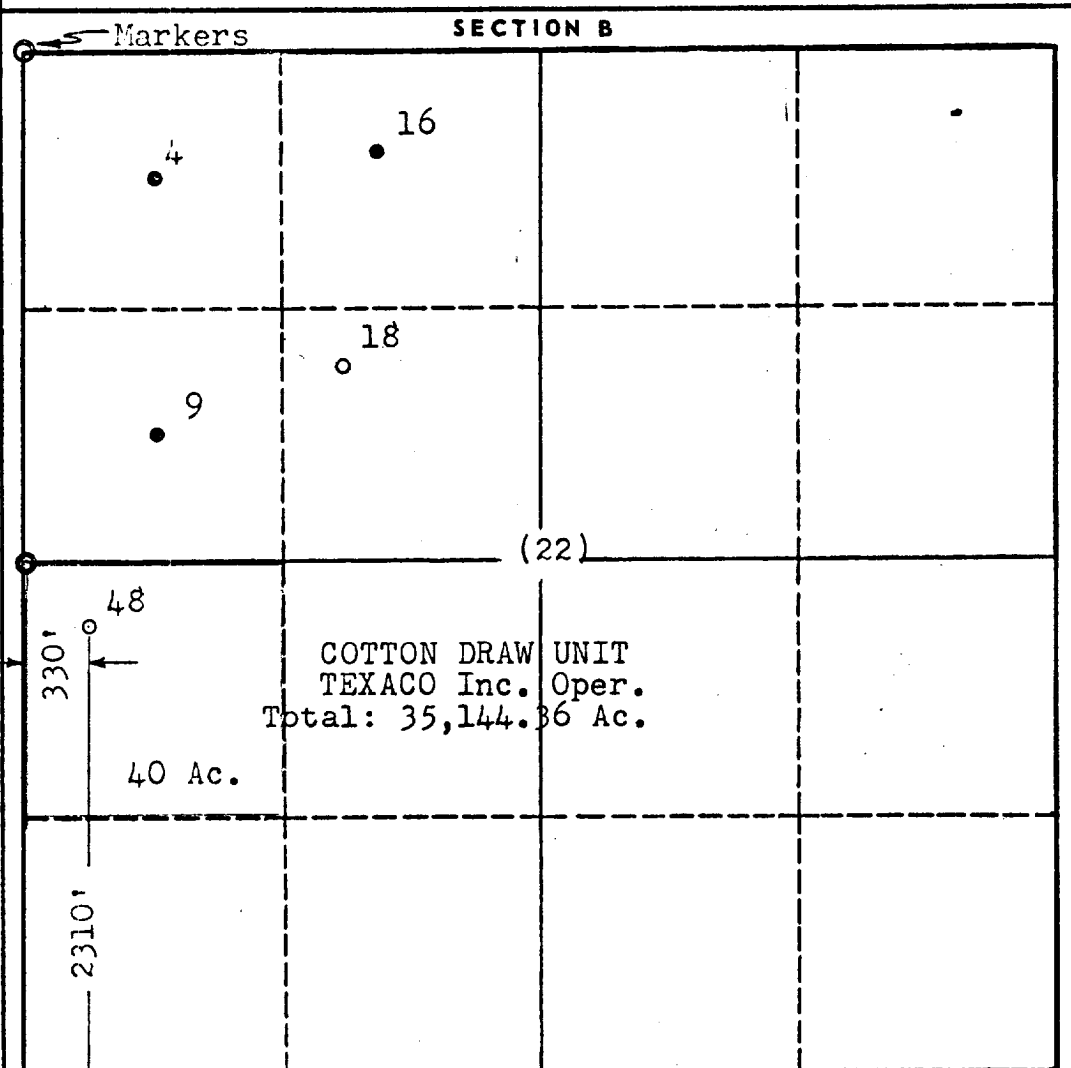 SECTION B
Markers
4
16
18
9
(22)
48
330'
COTTON DRAW UNIT
TEXACO Inc. Oper.
Total: 35,144.36 Ac.
40 Ac.
2310'